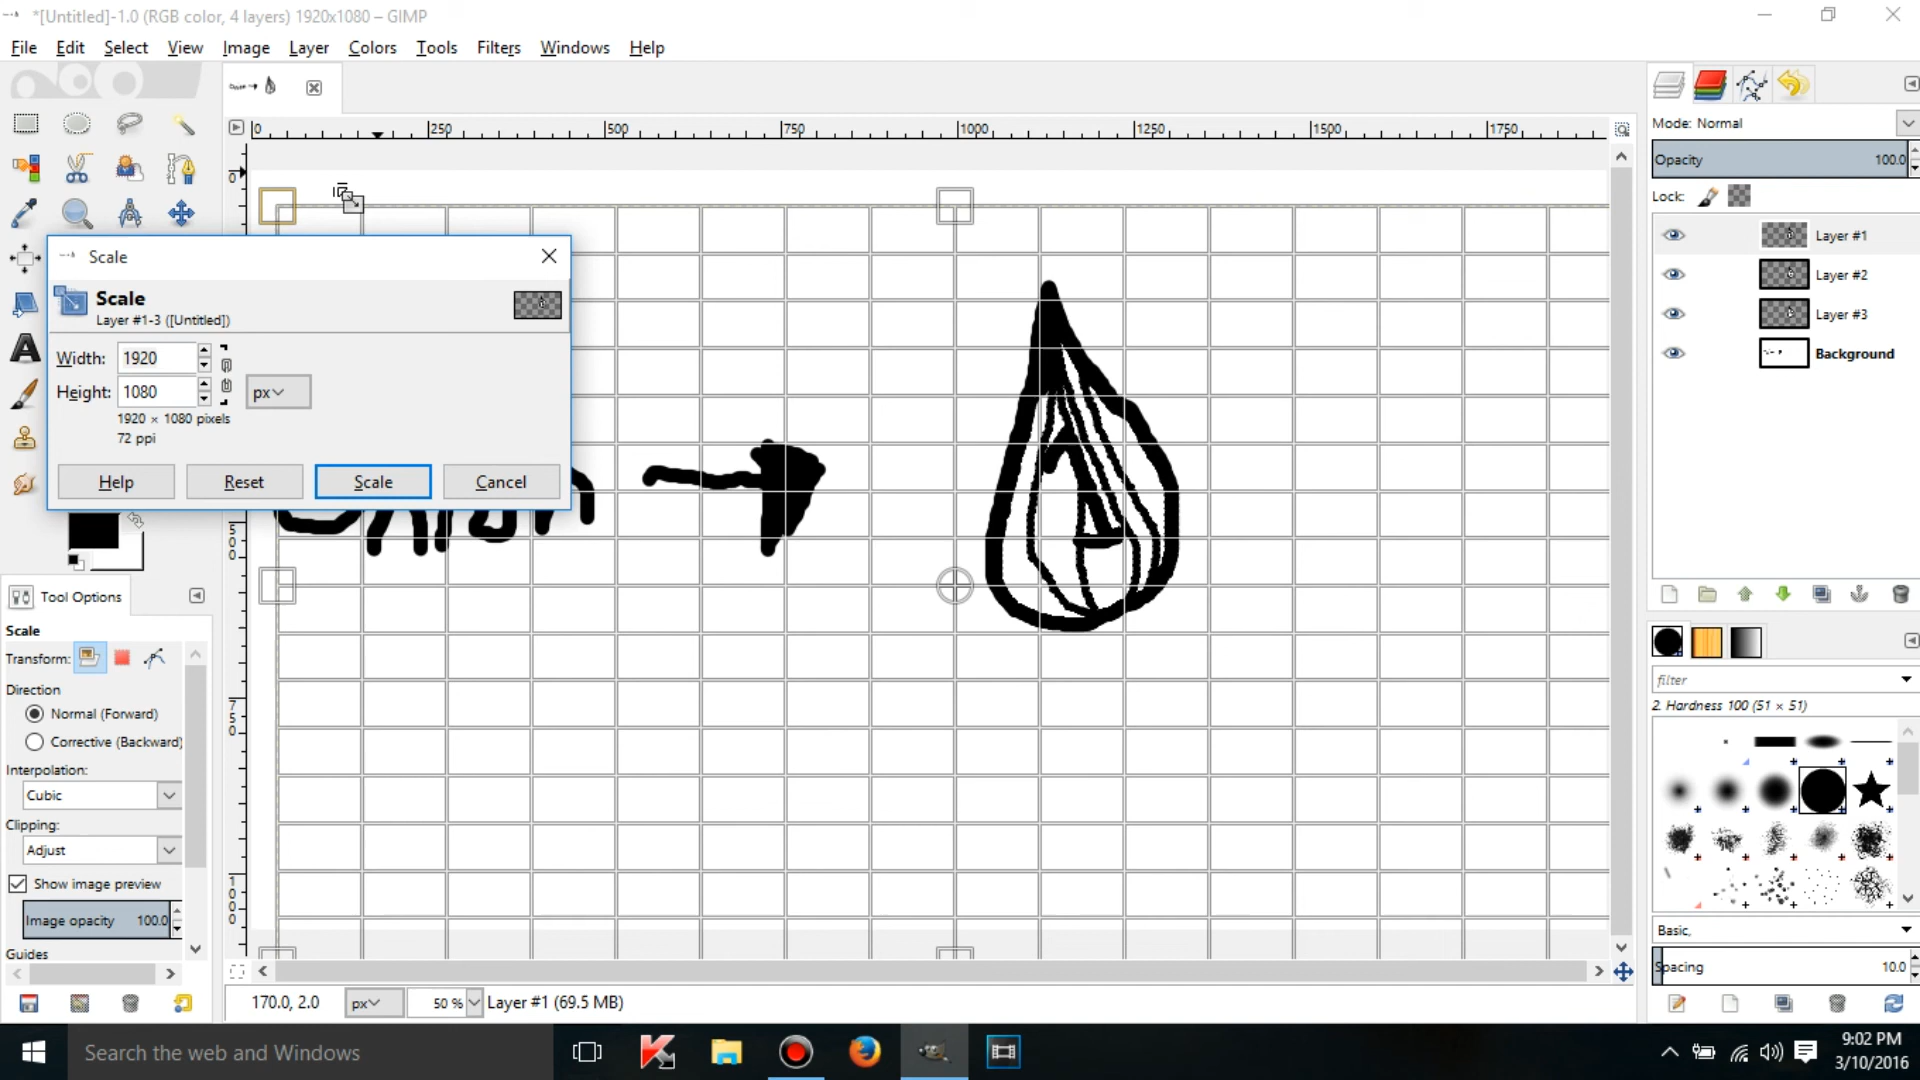 *[Untitled]-1.0 (RGB color, 4 layers) 1920x1080 – GIMP
File Edit Select View Image Layer Colors Tools Filters Windows Help
0 250 500 750 1000 1250 1500 1750
Mode: Normal
Opacity 100.0
Lock:
Layer #1
Layer #2
Layer #3
Background
Scale
Scale
Layer #1-3 ([Untitled])
Width: 1920
Height: 1080 px
1920 × 1080 pixels
72 ppi
Help Reset Scale Cancel
0
500
750
1000
Tool Options
Scale
Transform:
Direction
Normal (Forward)
Corrective (Backward)
Interpolation:
Cubic
Clipping:
Adjust
Show image preview
Image opacity 100.0
Guides
filter
2. Hardness 100 (51 × 51)
Basic,
Spacing 10.0
170.0, 2.0 px 50 % Layer #1 (69.5 MB)
Search the web and Windows
9:02 PM
3/10/2016